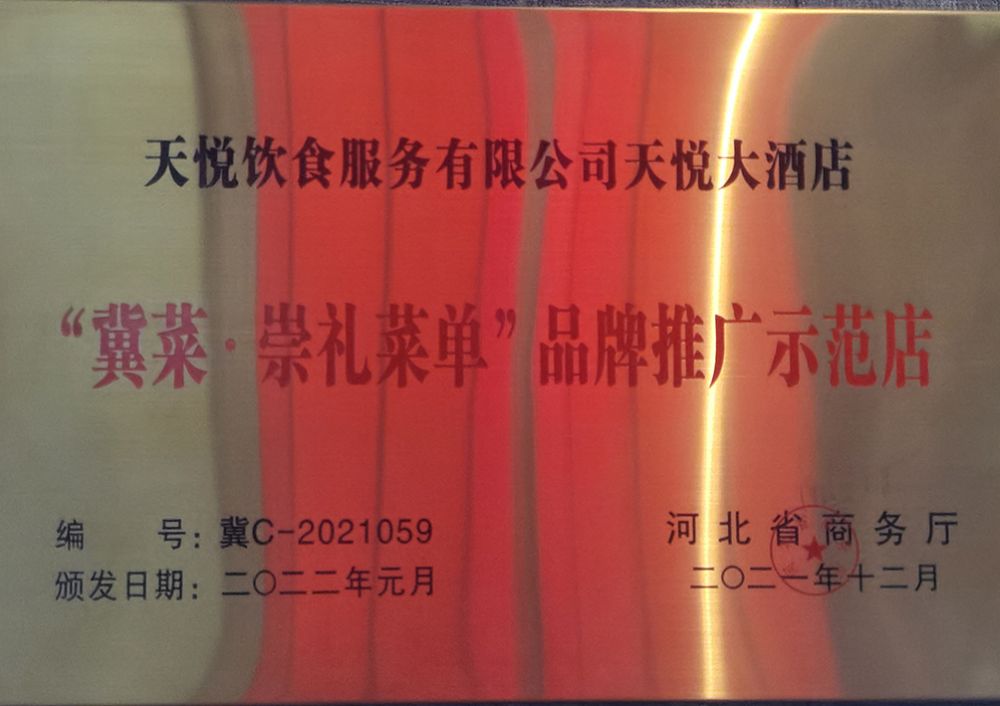 天悦饮食服务有限公司天悦大酒店
“冀菜·崇礼菜单”品牌推广示范店
编 号：冀C-2021059
颁发日期：二〇二二年元月
河北省商务厅
二〇二一年十二月